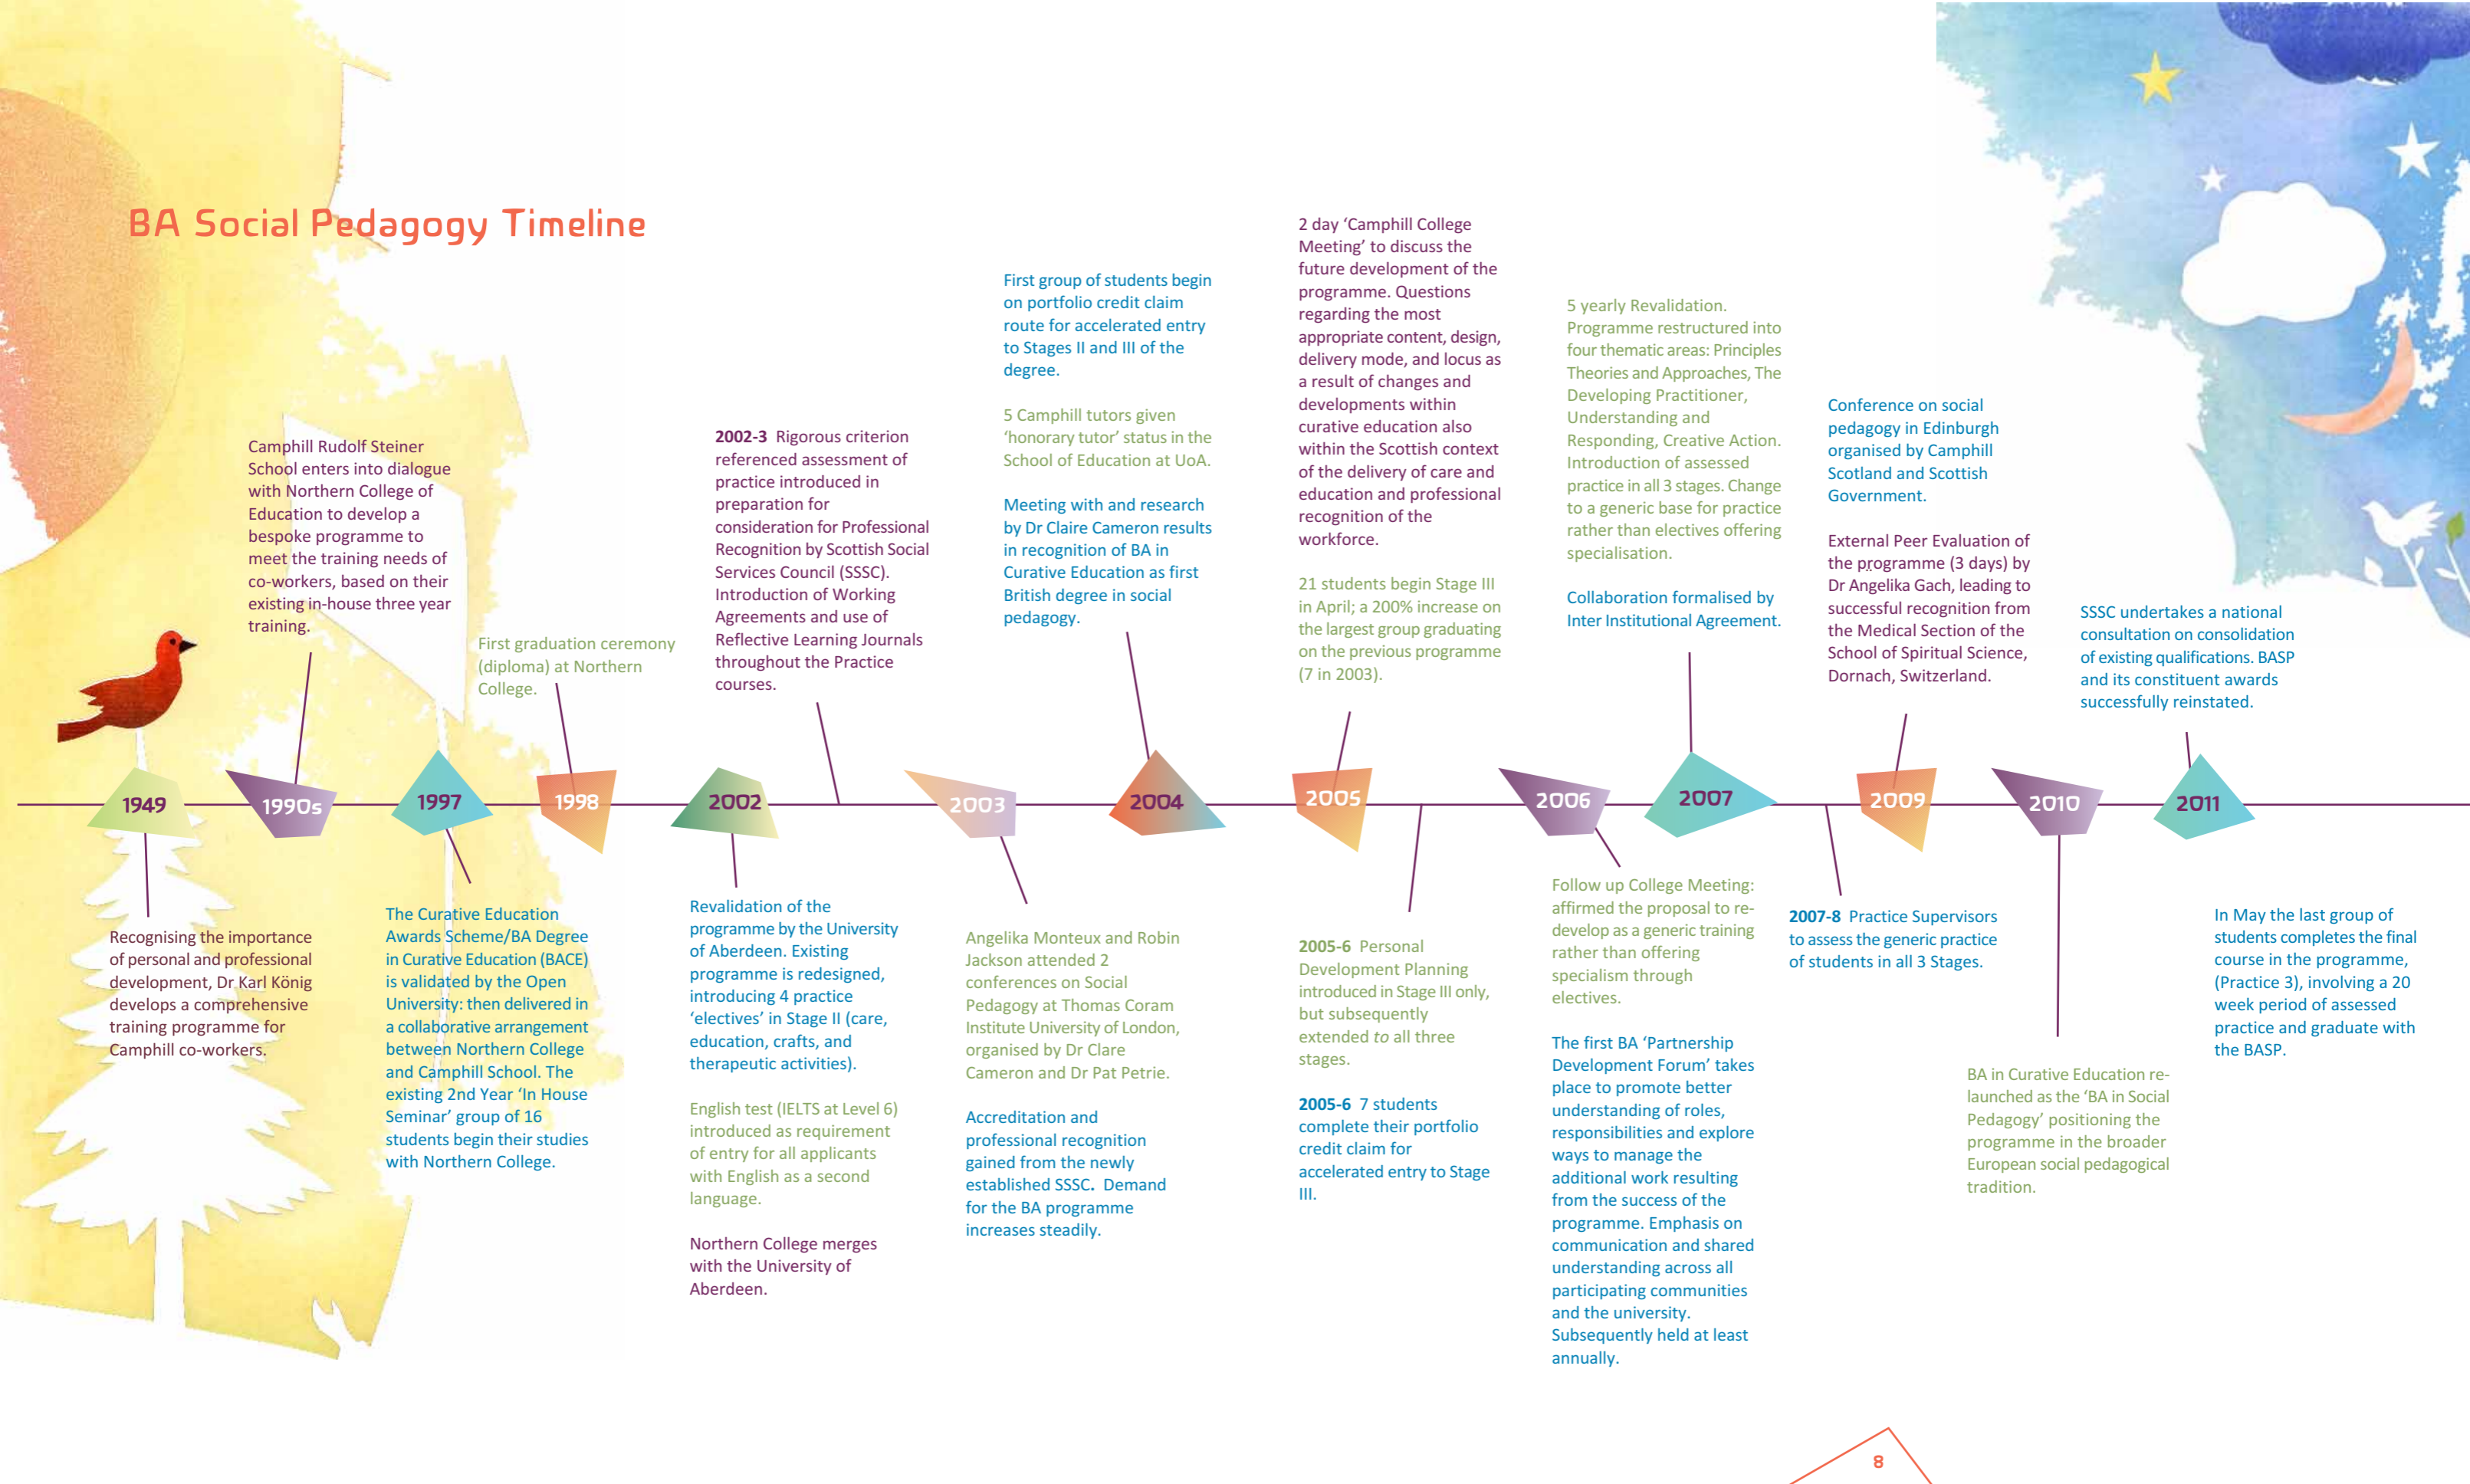 BA Social Pedagogy Timeline
1949
Recognising the importance
of personal and professional
development, Dr Karl König
develops a comprehensive
training programme for
Camphill co-workers.
Camphill Rudolf Steiner
School enters into dialogue
with Northern College of
Education to develop a
bespoke programme to
meet the training needs of
co-workers, based on their
existing in-house three year
training.
1990s
1997
The Curative Education
Awards Scheme/BA Degree
in Curative Education (BACE)
is validated by the Open
University: then delivered in
a collaborative arrangement
between Northern College
and Camphill School. The
existing 2nd Year ‘In House
Seminar’ group of 16
students begin their studies
with Northern College.
First graduation ceremony
(diploma) at Northern
College.
1998
2002
Revalidation of the
programme by the University
of Aberdeen. Existing
programme is redesigned,
introducing 4 practice
‘electives’ in Stage II (care,
education, crafts, and
therapeutic activities).
English test (IELTS at Level 6)
introduced as requirement
of entry for all applicants
with English as a second
language.
Northern College merges
with the University of
Aberdeen.
2002-3 Rigorous criterion
referenced assessment of
practice introduced in
preparation for
consideration for Professional
Recognition by Scottish Social
Services Council (SSSC).
Introduction of Working
Agreements and use of
Reflective Learning Journals
throughout the Practice
courses.
2003
Angelika Monteux and Robin
Jackson attended 2
conferences on Social
Pedagogy at Thomas Coram
Institute University of London,
organised by Dr Clare
Cameron and Dr Pat Petrie.
Accreditation and
professional recognition
gained from the newly
established SSSC. Demand
for the BA programme
increases steadily.
First group of students begin
on portfolio credit claim
route for accelerated entry
to Stages II and III of the
degree.
5 Camphill tutors given
‘honorary tutor’ status in the
School of Education at UoA.
Meeting with and research
by Dr Claire Cameron results
in recognition of BA in
Curative Education as first
British degree in social
pedagogy.
2004
2 day ‘Camphill College
Meeting’ to discuss the
future development of the
programme. Questions
regarding the most
appropriate content, design,
delivery mode, and locus as
a result of changes and
developments within
curative education also
within the Scottish context
of the delivery of care and
education and professional
recognition of the
workforce.
21 students begin Stage III
in April; a 200% increase on
the largest group graduating
on the previous programme
(7 in 2003).
2005
2005-6 Personal
Development Planning
introduced in Stage III only,
but subsequently
extended to all three
stages.
2005-6 7 students
complete their portfolio
credit claim for
accelerated entry to Stage
III.
2006
Follow up College Meeting:
affirmed the proposal to re-
develop as a generic training
rather than offering
specialism through
electives.
The first BA ‘Partnership
Development Forum’ takes
place to promote better
understanding of roles,
responsibilities and explore
ways to manage the
additional work resulting
from the success of the
programme. Emphasis on
communication and shared
understanding across all
participating communities
and the university.
Subsequently held at least
annually.
5 yearly Revalidation.
Programme restructured into
four thematic areas: Principles
Theories and Approaches, The
Developing Practitioner,
Understanding and
Responding, Creative Action.
Introduction of assessed
practice in all 3 stages. Change
to a generic base for practice
rather than electives offering
specialisation.
Collaboration formalised by
Inter Institutional Agreement.
2007
2007-8 Practice Supervisors
to assess the generic practice
of students in all 3 Stages.
Conference on social
pedagogy in Edinburgh
organised by Camphill
Scotland and Scottish
Government.
External Peer Evaluation of
the programme (3 days) by
Dr Angelika Gach, leading to
successful recognition from
the Medical Section of the
School of Spiritual Science,
Dornach, Switzerland.
2009
2010
BA in Curative Education re-
launched as the ‘BA in Social
Pedagogy’ positioning the
programme in the broader
European social pedagogical
tradition.
SSSC undertakes a national
consultation on consolidation
of existing qualifications. BASP
and its constituent awards
successfully reinstated.
2011
In May the last group of
students completes the final
course in the programme,
(Practice 3), involving a 20
week period of assessed
practice and graduate with
the BASP.
8